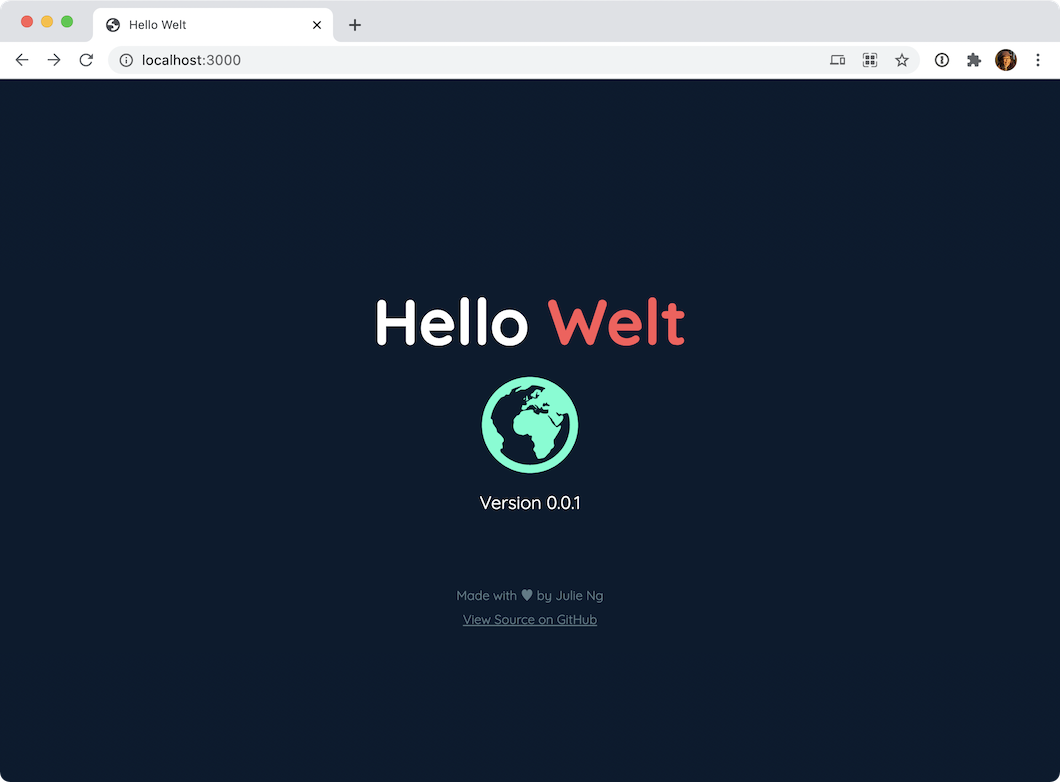 Hello Welt
localhost:3000
Hello Welt
Version 0.0.1
Made with ♥ by Julie Ng
View Source on GitHub